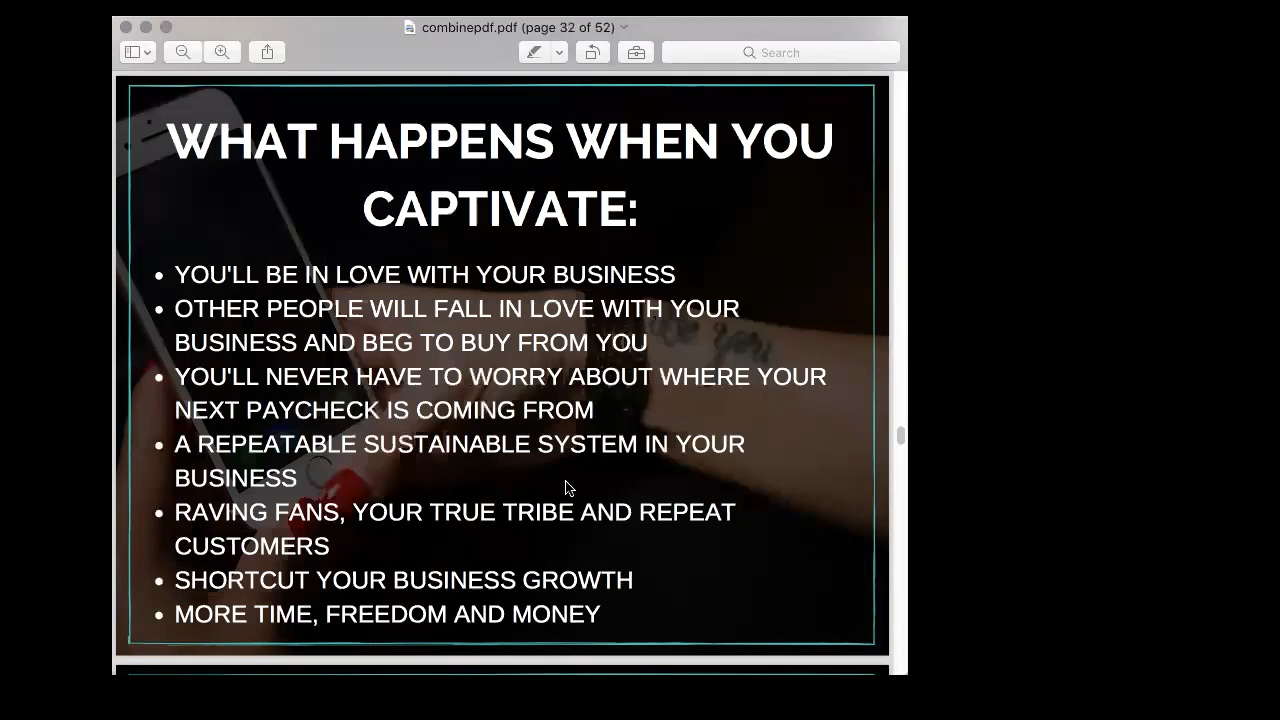 combinepdf.pdf (page 32 of 52)
Search
WHAT HAPPENS WHEN YOU
CAPTIVATE:
• YOU'LL BE IN LOVE WITH YOUR BUSINESS
• OTHER PEOPLE WILL FALL IN LOVE WITH YOUR
BUSINESS AND BEG TO BUY FROM YOU
• YOU'LL NEVER HAVE TO WORRY ABOUT WHERE YOUR
NEXT PAYCHECK IS COMING FROM
• A REPEATABLE SUSTAINABLE SYSTEM IN YOUR
BUSINESS
• RAVING FANS, YOUR TRUE TRIBE AND REPEAT
CUSTOMERS
• SHORTCUT YOUR BUSINESS GROWTH
• MORE TIME, FREEDOM AND MONEY